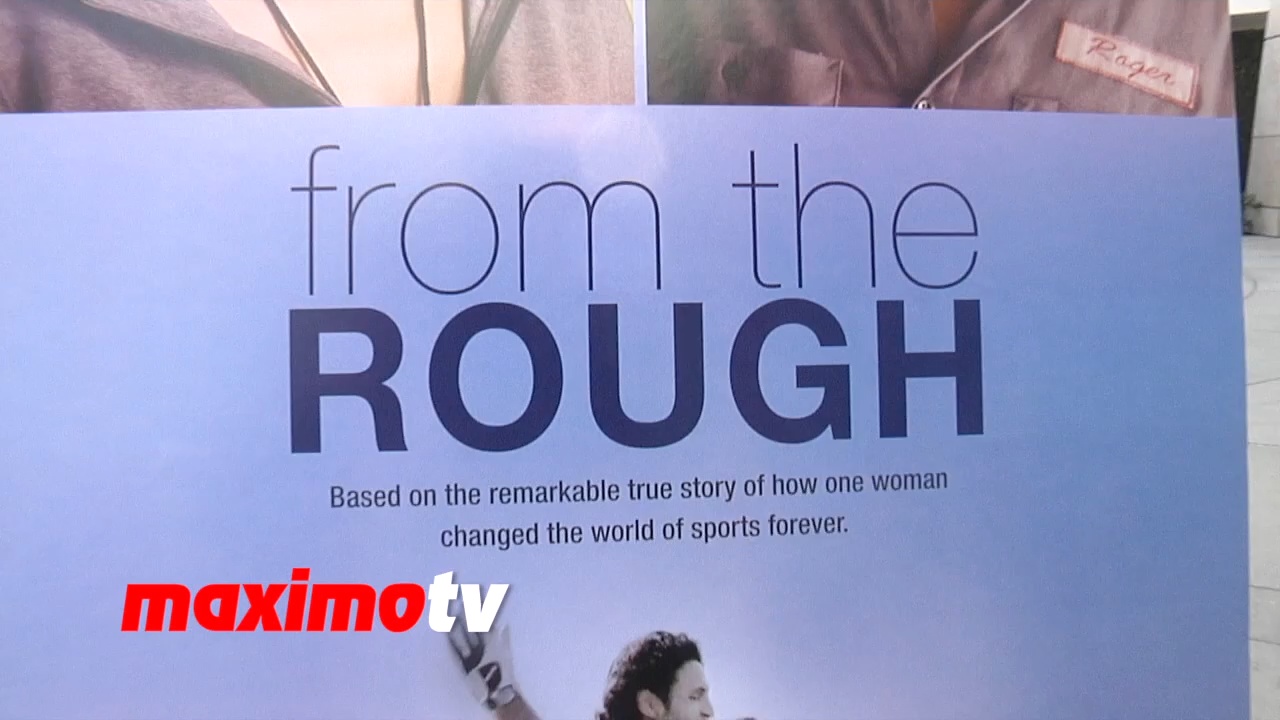 Roger
from the
ROUGH
Based on the remarkable true story of how one woman
changed the world of sports forever.
maximotv